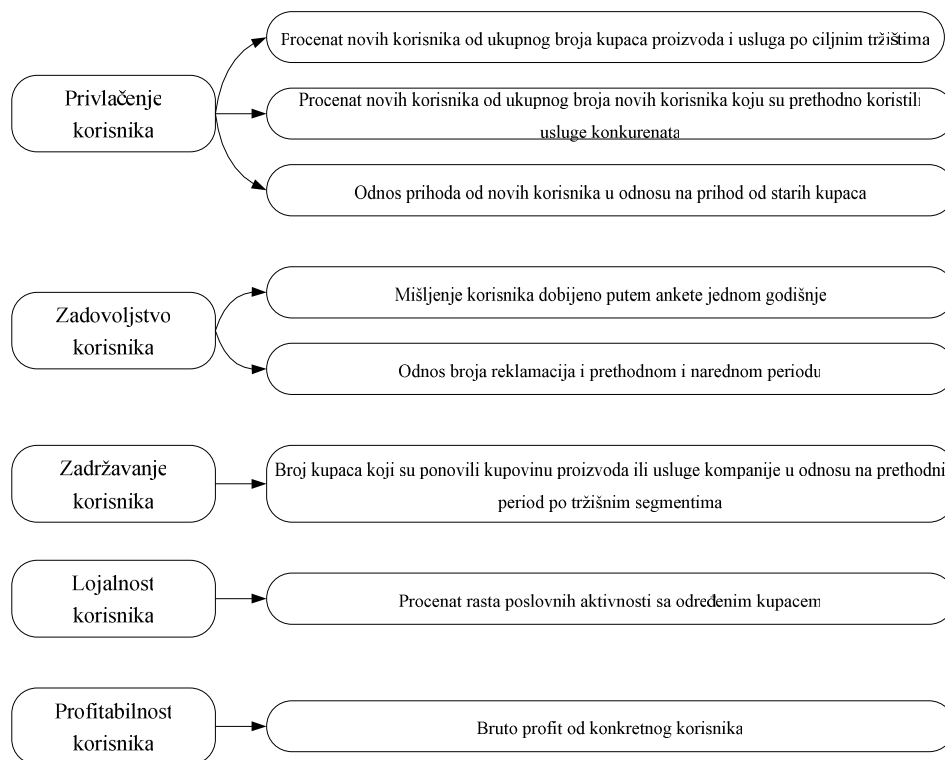 Privlačenje
korisnika
Procenat novih korisnika od ukupnog broja kupaca proizvoda i usluga po ciljnim tržištima
Procenat novih korisnika od ukupnog broja novih korisnika koju su prethodno koristili
usluge konkurenata
Odnos prihoda od novih korisnika u odnosu na prihod od starih kupaca
Zadovoljstvo
korisnika
Mišljenje korisnika dobijeno putem ankete jednom godišnje
Odnos broja reklamacija i prethodnom i narednom periodu
Zadržavanje
korisnika
Broj kupaca koji su ponovili kupovinu proizvoda ili usluge kompanije u odnosu na prethodni
period po tržišnim segmentima
Lojalnost
korisnika
Procenat rasta poslovnih aktivnosti sa određenim kupacem
Profitabilnost
korisnika
Bruto profit od konkretnog korisnika